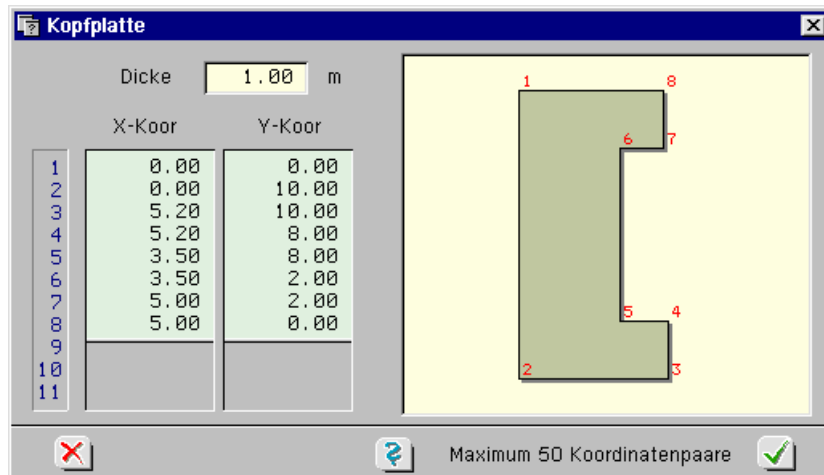 Kopfplatte
Dicke 1.00 m
X-Koor Y-Koor
1 0.00 0.00
2 0.00 10.00
3 5.20 10.00
4 5.20 8.00
5 3.50 8.00
6 3.50 2.00
7 5.00 2.00
8 5.00 0.00
9
10
11
1 8
6 7
5 4
2 3
Maximum 50 Koordinatenpaare